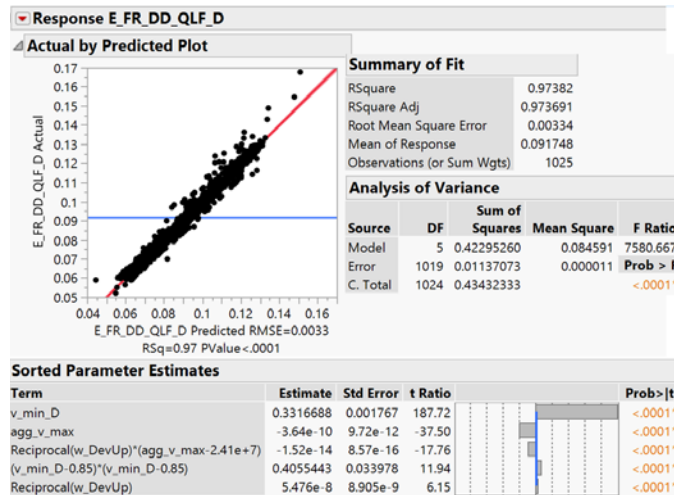 Response E_FR_DD_QLF_D
Actual by Predicted Plot
0.17
0.16
0.15
0.14
0.13
0.12
0.11
0.1
0.09
0.08
0.07
0.06
0.05
E_FR_DD_QLF_D Actual
0.04 0.06 0.08 0.1 0.12 0.14 0.16
E_FR_DD_QLF_D Predicted RMSE=0.0033
RSq=0.97 PValue<.0001
Summary of Fit
RSquare 0.97382
RSquare Adj 0.973691
Root Mean Square Error 0.00334
Mean of Response 0.091748
Observations (or Sum Wgts) 1025
Analysis of Variance
Sum of
Source DF Squares Mean Square F Ratio
Model 5 0.42295260 0.084591 7580.667
Error 1019 0.01137073 0.000011 Prob >
C. Total 1024 0.43432333 <.0001*
Sorted Parameter Estimates
Term Estimate Std Error t Ratio Prob>|t
v_min_D 0.3316688 0.001767 187.72 <.0001*
agg_v_max -3.64e-10 9.72e-12 -37.50 <.0001*
Reciprocal(w_DevUp)*(agg_v_max-2.41e+7) -1.52e-14 8.57e-16 -17.76 <.0001*
(v_min_D-0.85)*(v_min_D-0.85) 0.4055443 0.033978 11.94 <.0001*
Reciprocal(w_DevUp) 5.476e-8 8.905e-9 6.15 <.0001*